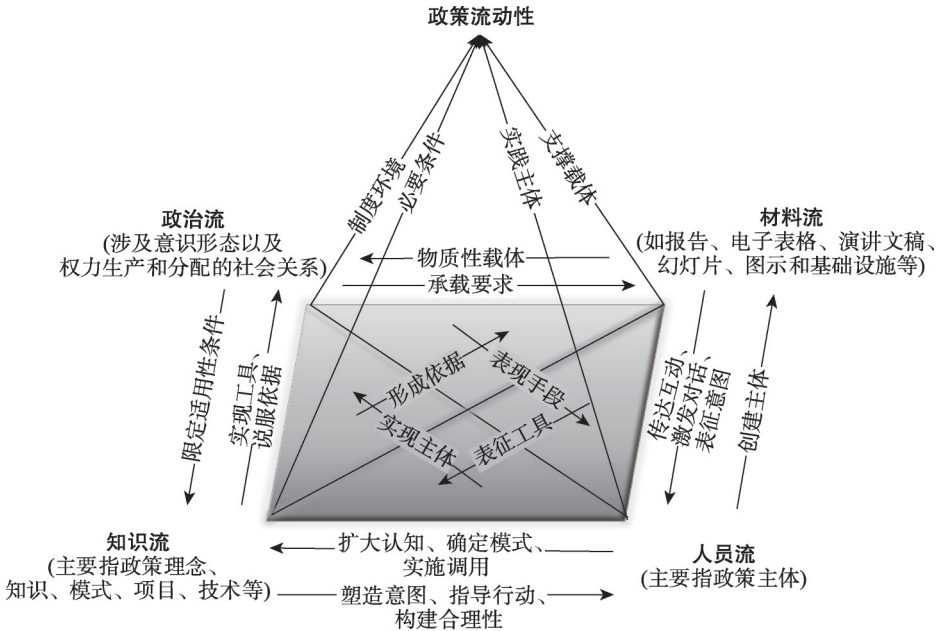 政策流动性
制度环境
必要条件
实践主体
支撑载体
政治流
(涉及意识形态以及
权力生产和分配的社会关系)
材料流
(如报告、电子表格、演讲文稿、
幻灯片、图示和基础设施等)
物质性载体
承载要求
限定适用性条件
实现工具、
说服依据
形成依据
表现手段
实现主体
表征工具
传达互动、
激发对话、
表征意图
创建主体
知识流
(主要指政策理念、
知识、模式、项目、技术等)
扩大认知、确定模式、
实施调用
塑造意图、指导行动、
构建合理性
人员流
(主要指政策主体)